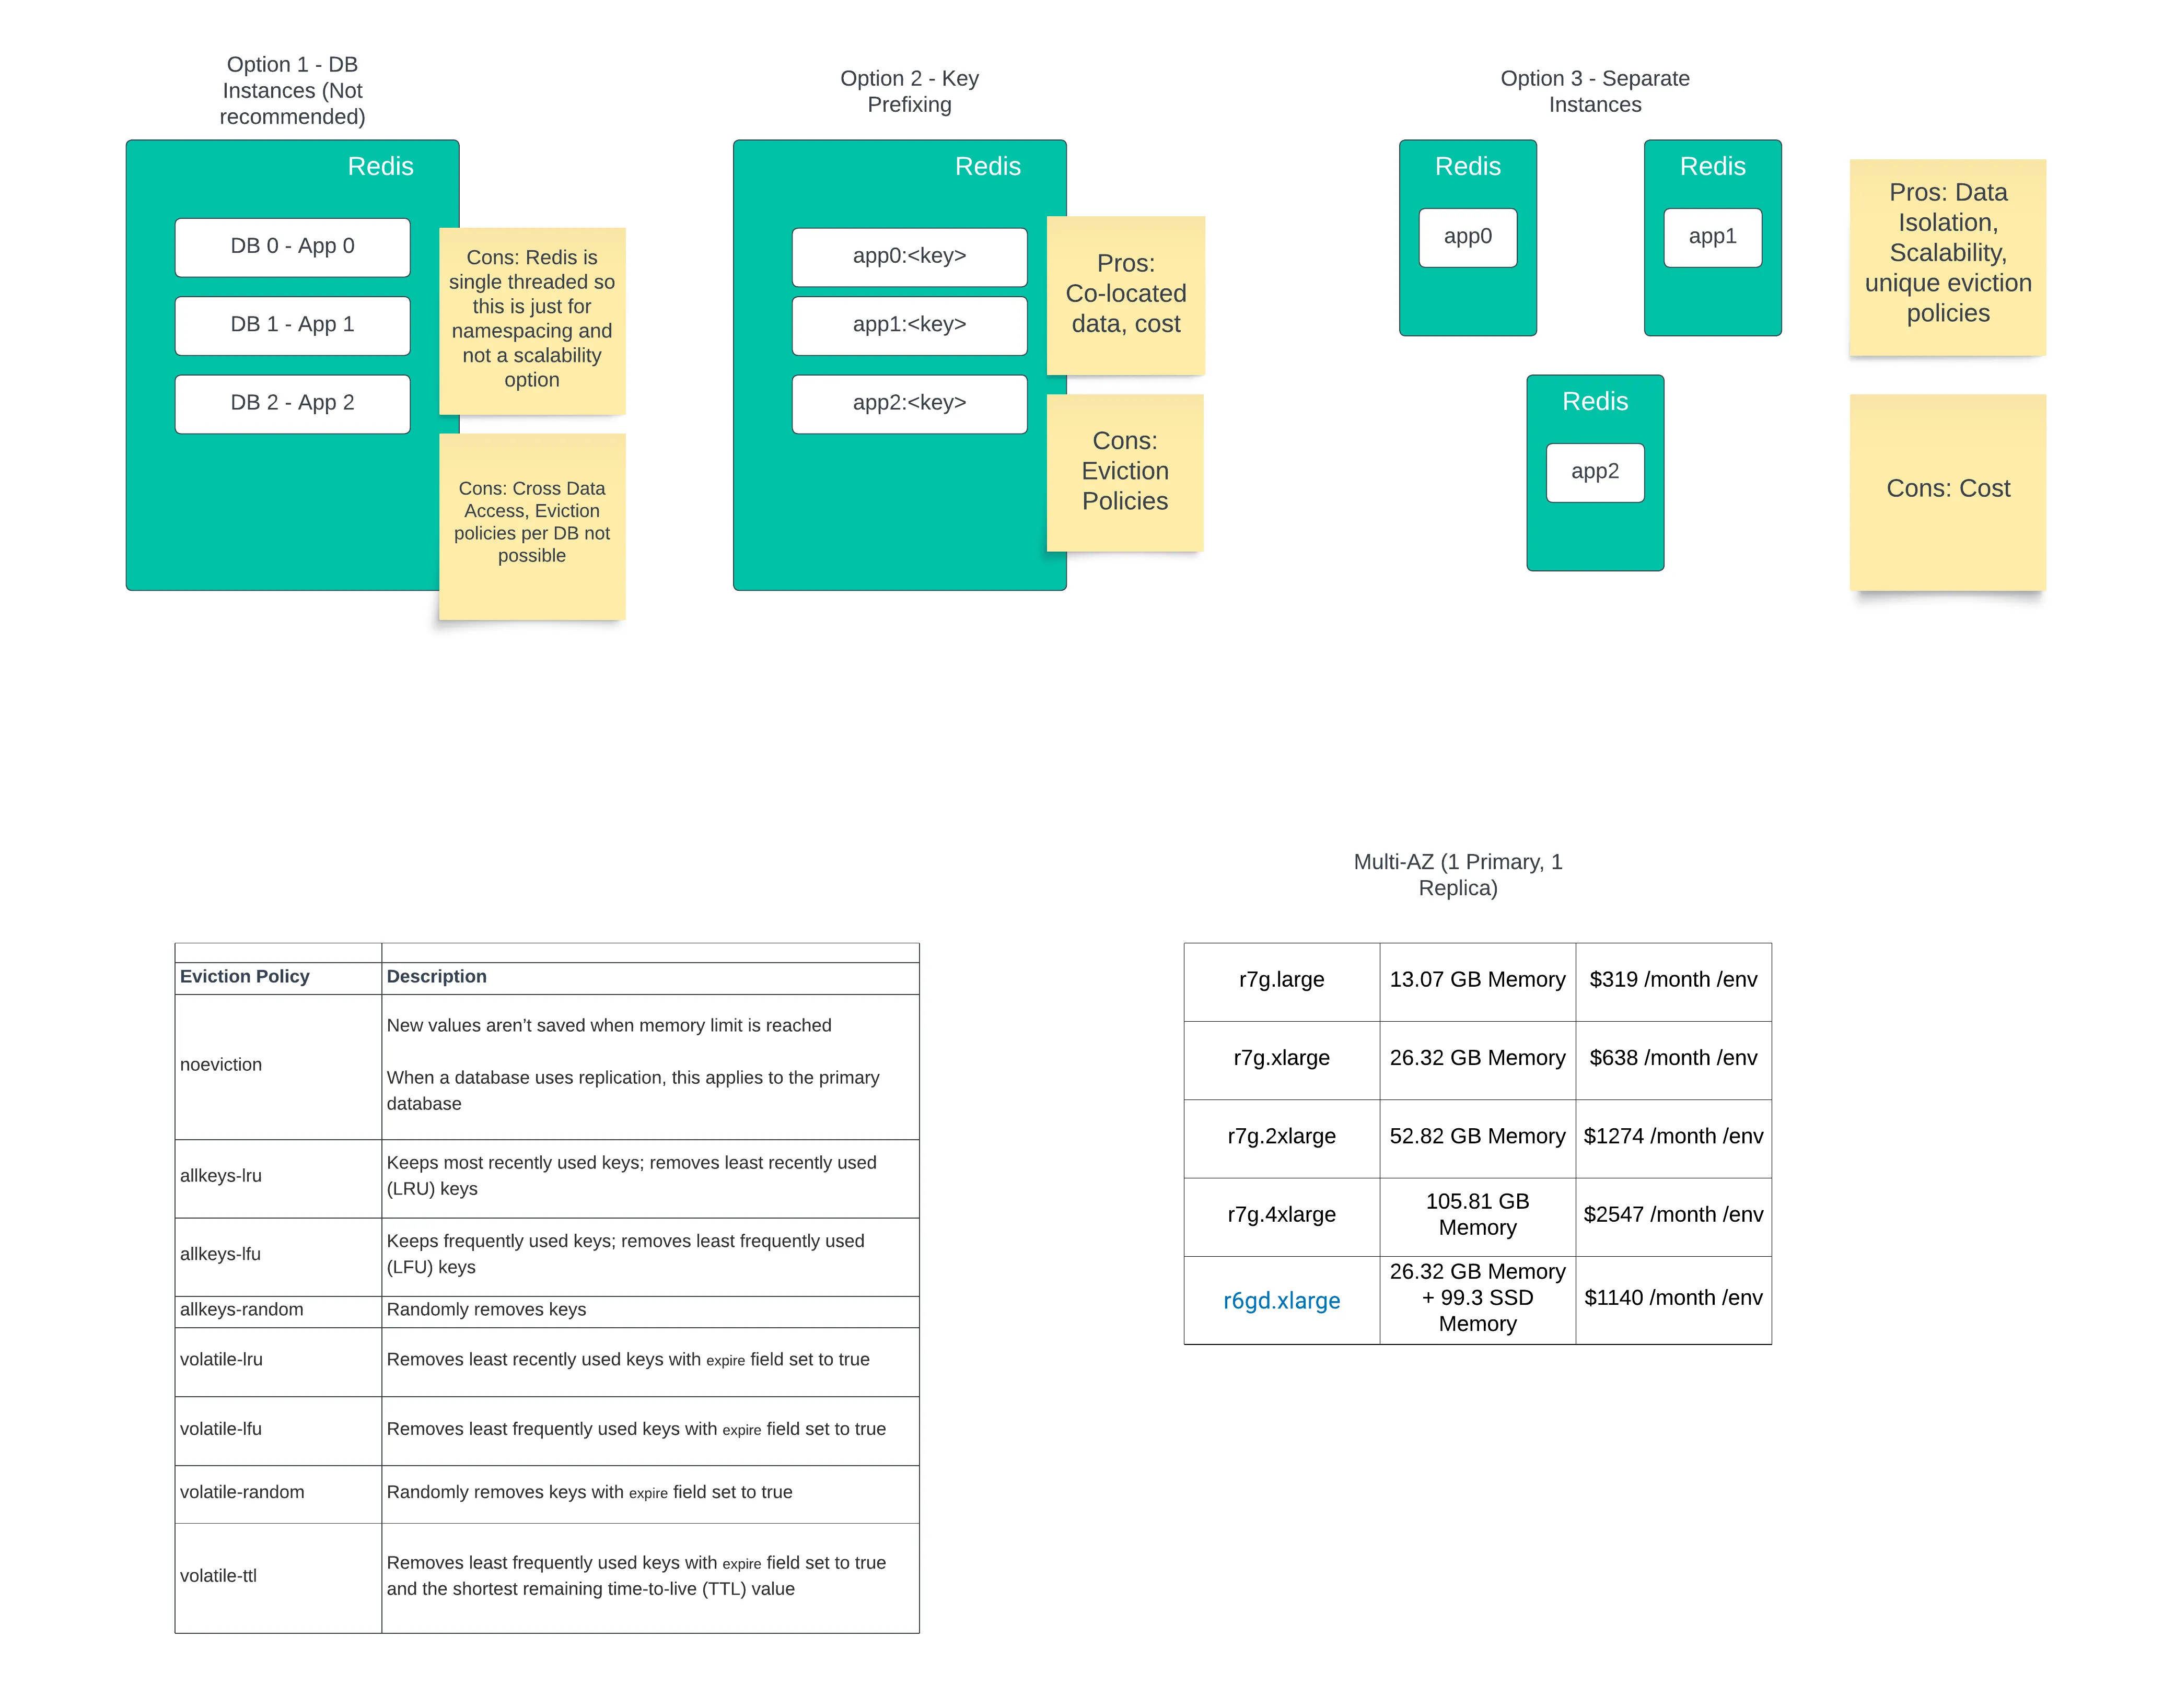 Option 1 - DB
Instances (Not
recommended)
Redis
DB 0 - App 0
DB 1 - App 1
DB 2 - App 2
Cons: Redis is
single threaded so
this is just for
namespacing and
not a scalability
option
Cons: Cross Data
Access, Eviction
policies per DB not
possible
Option 2 - Key
Prefixing
Redis
app0:<key>
app1:<key>
app2:<key>
Pros:
Co-located
data, cost
Cons:
Eviction
Policies
Option 3 - Separate
Instances
Redis
app0
Redis
app1
Redis
app2
Pros: Data
Isolation,
Scalability,
unique eviction
policies
Cons: Cost
Eviction Policy
Description
noeviction
New values aren’t saved when memory limit is reached
When a database uses replication, this applies to the primary
database
allkeys-lru
Keeps most recently used keys; removes least recently used
(LRU) keys
allkeys-lfu
Keeps frequently used keys; removes least frequently used
(LFU) keys
allkeys-random
Randomly removes keys
volatile-lru
Removes least recently used keys with expire field set to true
volatile-lfu
Removes least frequently used keys with expire field set to true
volatile-random
Randomly removes keys with expire field set to true
volatile-ttl
Removes least frequently used keys with expire field set to true
and the shortest remaining time-to-live (TTL) value
Multi-AZ (1 Primary, 1
Replica)
r7g.large
13.07 GB Memory
$319 /month /env
r7g.xlarge
26.32 GB Memory
$638 /month /env
r7g.2xlarge
52.82 GB Memory
$1274 /month /env
r7g.4xlarge
105.81 GB
Memory
$2547 /month /env
r6gd.xlarge
26.32 GB Memory
+ 99.3 SSD
Memory
$1140 /month /env